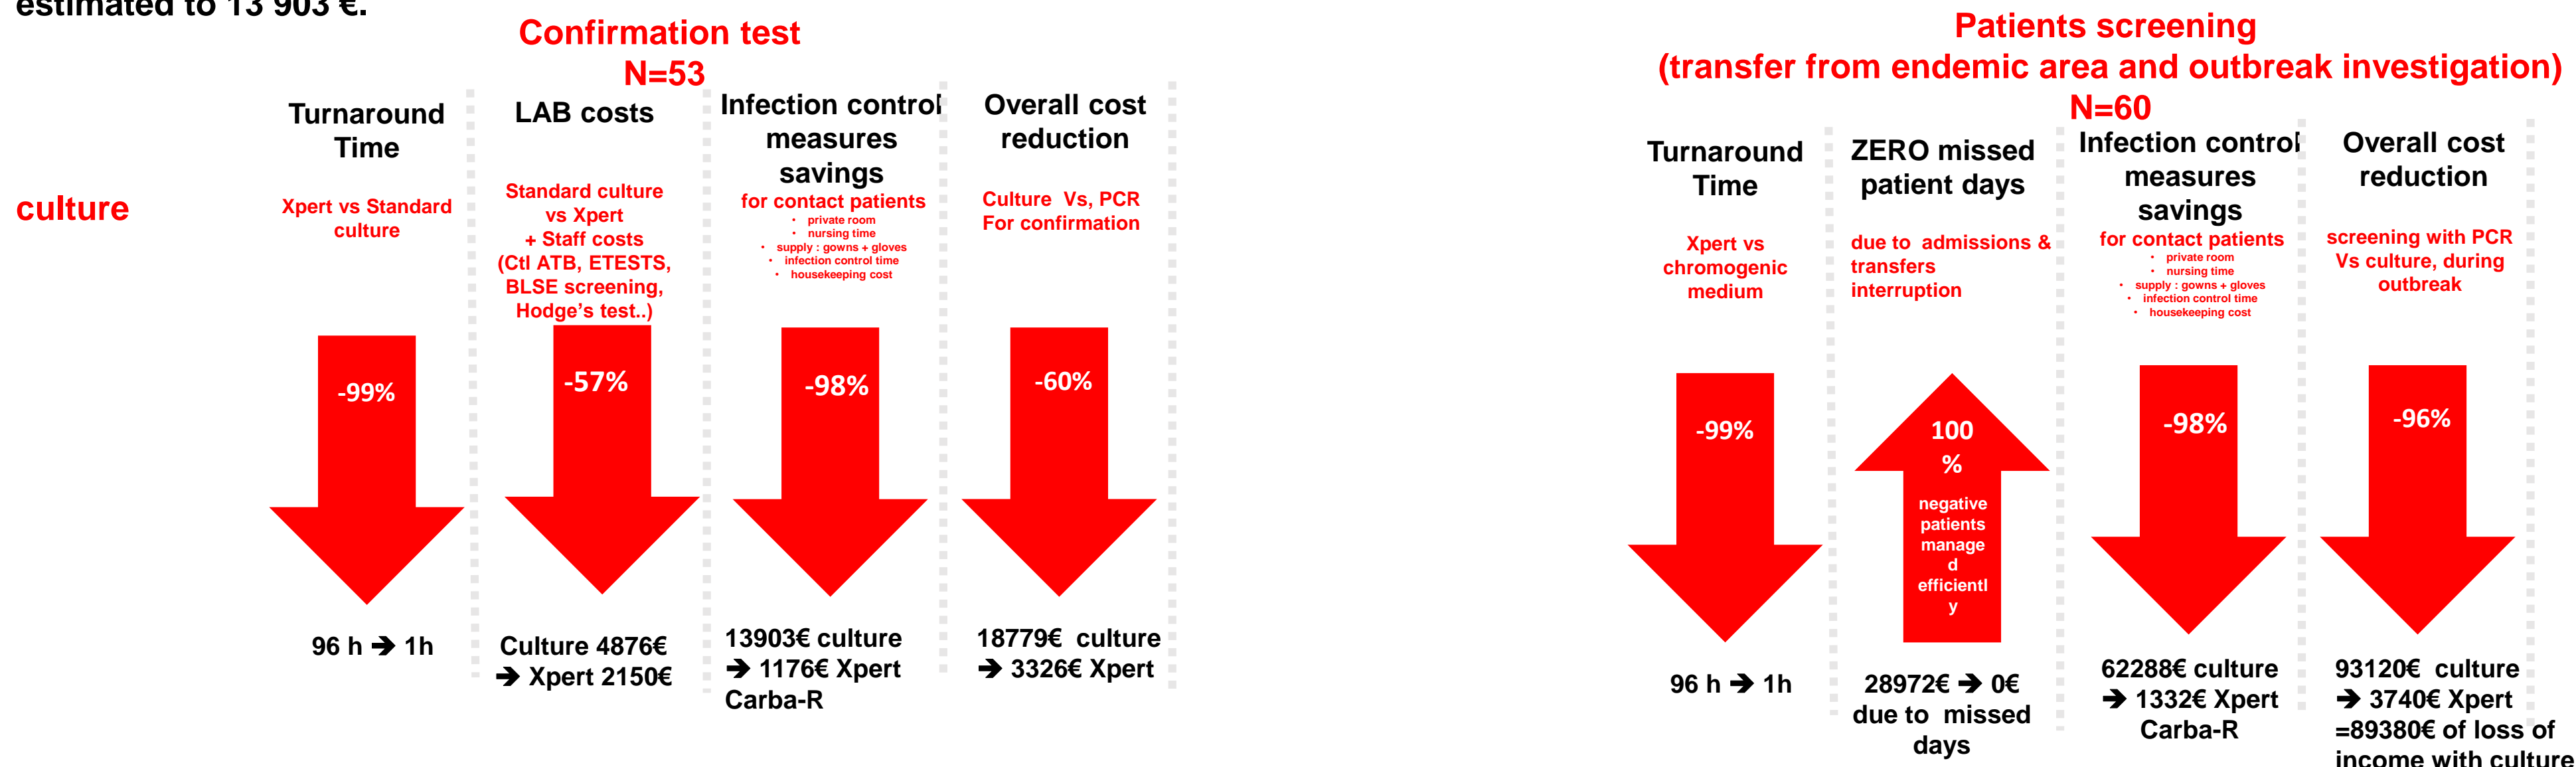 estimated to 13 903 €.
culture
Confirmation test
N=53
Turnaround
Time
Xpert vs Standard
culture
-99%
96 h ➔ 1h
LAB costs
Standard culture
vs Xpert
+ Staff costs
(Ctl ATB, ETESTS,
BLSE screening,
Hodge's test..)
-57%
Culture 4876€
➔ Xpert 2150€
Infection control
measures
savings
for contact patients
• private room
• nursing time
• supply : gowns + gloves
• infection control time
• housekeeping cost
-98%
13903€ culture
➔ 1176€ Xpert
Carba-R
Overall cost
reduction
Culture Vs, PCR
For confirmation
-60%
18779€ culture
➔ 3326€ Xpert
Patients screening
(transfer from endemic area and outbreak investigation)
N=60
Turnaround
Time
Xpert vs
chromogenic
medium
-99%
96 h ➔ 1h
ZERO missed
patient days
due to admissions &
transfers
interruption
100
%
negative
patients
manage
d
efficientl
y
28972€ ➔ 0€
due to missed
days
Infection control
measures
savings
for contact patients
• private room
• nursing time
• supply : gowns + gloves
• infection control time
• housekeeping cost
-98%
62288€ culture
➔ 1332€ Xpert
Carba-R
Overall cost
reduction
screening with PCR
Vs culture, during
outbreak
-96%
93120€ culture
➔ 3740€ Xpert
=89380€ of loss of
income with culture